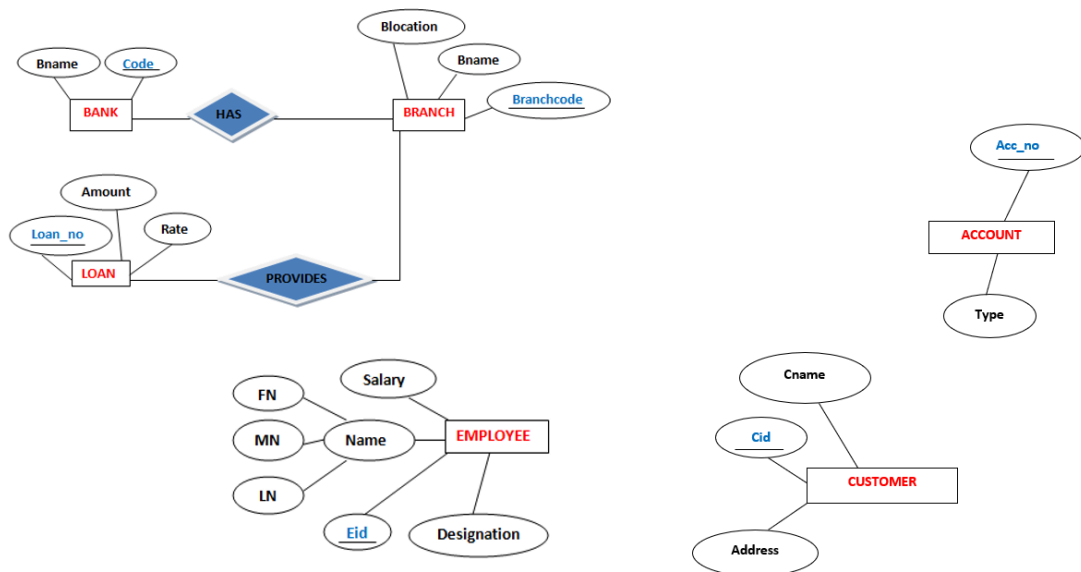 Blocation
Bname
Code
Bname
Branchcode
BANK
HAS
BRANCH
Acc_no
Amount
Loan_no
Rate
ACCOUNT
LOAN
PROVIDES
Type
Cname
Salary
FN
Cid
MN
Name
EMPLOYEE
CUSTOMER
LN
Eid
Designation
Address